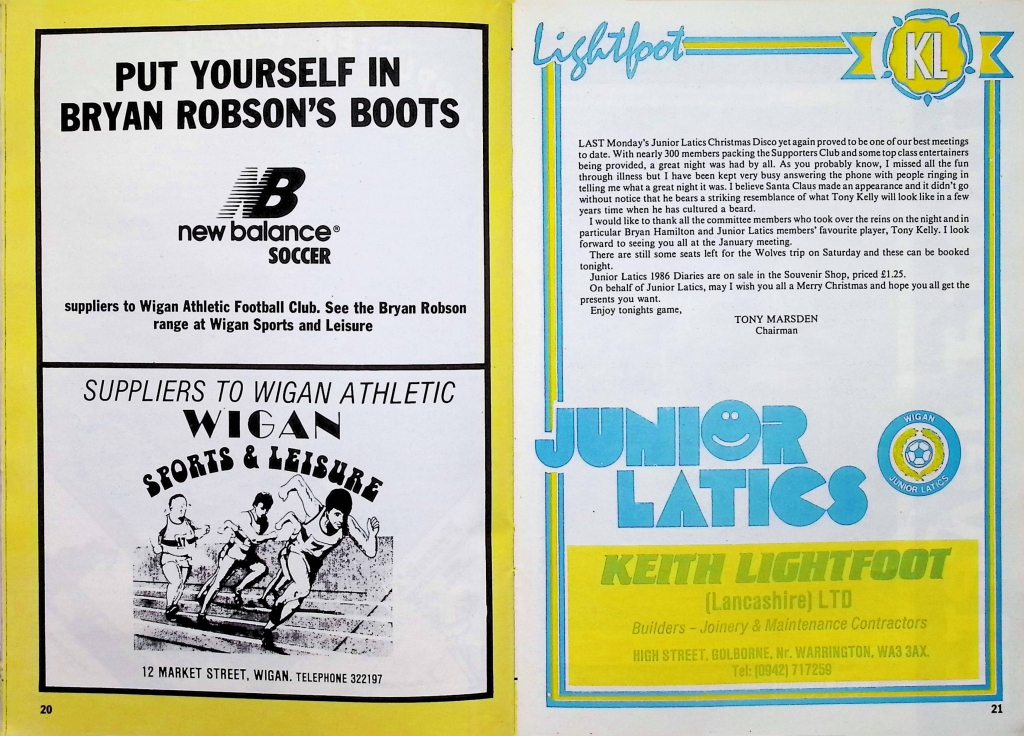 PUT YOURSELF IN
BRYAN ROBSON'S BOOTS
NB
new balance®
SOCCER
suppliers to Wigan Athletic Football Club. See the Bryan Robson
range at Wigan Sports and Leisure
SUPPLIERS TO WIGAN ATHLETIC
WIGAN
SPORTS & LEISURE
12 MARKET STREET, WIGAN. TELEPHONE 322197
20
Lightfoot
KL
LAST Monday's Junior Latics Christmas Disco yet again proved to be one of our best meetings
to date. With nearly 300 members packing the Supporters Club and some top class entertainers
being provided, a great night was had by all. As you probably know, I missed all the fun
through illness but I have been kept very busy answering the phone with people ringing in
telling me what a great night it was. I believe Santa Claus made an appearance and it didn't go
without notice that he bears a striking resemblance of what Tony Kelly will look like in a few
years time when he has cultured a beard.
I would like to thank all the committee members who took over the reins on the night and in
particular Bryan Hamilton and Junior Latics members' favourite player, Tony Kelly. I look
forward to seeing you all at the January meeting.
There are still some seats left for the Wolves trip on Saturday and these can be booked
tonight.
Junior Latics 1986 Diaries are on sale in the Souvenir Shop, priced £1.25.
On behalf of Junior Latics, may I wish you all a Merry Christmas and hope you all get the
presents you want.
Enjoy tonights game,
TONY MARSDEN
Chairman
JUNIOR
LATICS
WIGAN
JUNIOR LATICS
KEITH LIGHTFOOT
(Lancashire) LTD
Builders – Joinery & Maintenance Contractors
HIGH STREET, GOLBORNE, Nr. WARRINGTON, WA3 3AX.
Tel: (0942) 717259
21